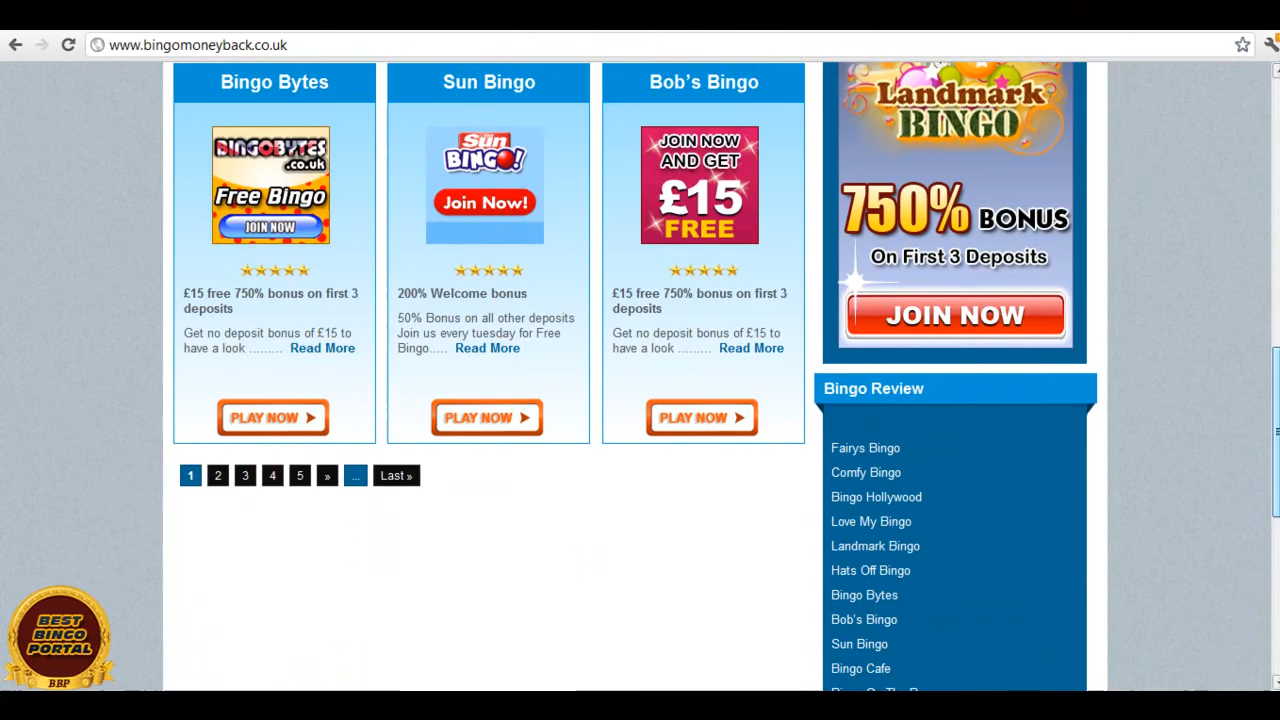 www.bingomoneyback.co.uk
Bingo Bytes
BINGOBYTES
.co.uk
Free Bingo
JOIN NOW
£15 free 750% bonus on first 3
deposits
Get no deposit bonus of £15 to
have a look ......... Read More
PLAY NOW
Sun Bingo
The Sun
BINGO!
Join Now!
200% Welcome bonus
50% Bonus on all other deposits
Join us every tuesday for Free
Bingo..... Read More
PLAY NOW
Bob's Bingo
JOIN NOW
AND GET
£15
FREE
£15 free 750% bonus on first 3
deposits
Get no deposit bonus of £15 to
have a look ......... Read More
PLAY NOW
1 2 3 4 5 » ... Last »
Landmark
BINGO
750% BONUS
On First 3 Deposits
JOIN NOW
Bingo Review
Fairys Bingo
Comfy Bingo
Bingo Hollywood
Love My Bingo
Landmark Bingo
Hats Off Bingo
Bingo Bytes
Bob's Bingo
Sun Bingo
Bingo Cafe
BEST
BINGO
PORTAL
BBP